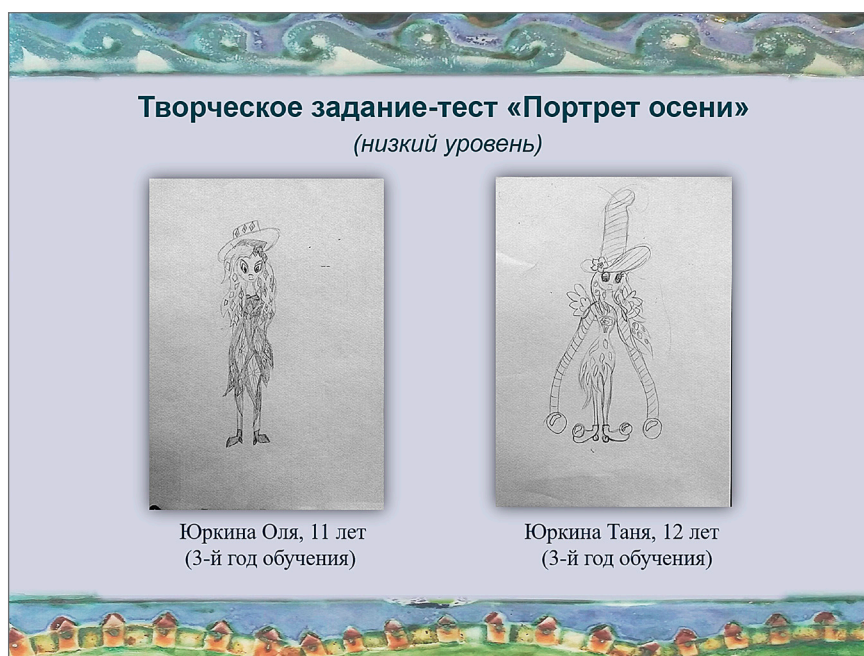 Творческое задание-тест «Портрет осени»
(низкий уровень)
Юркина Оля, 11 лет
(3-й год обучения)
Юркина Таня, 12 лет
(3-й год обучения)